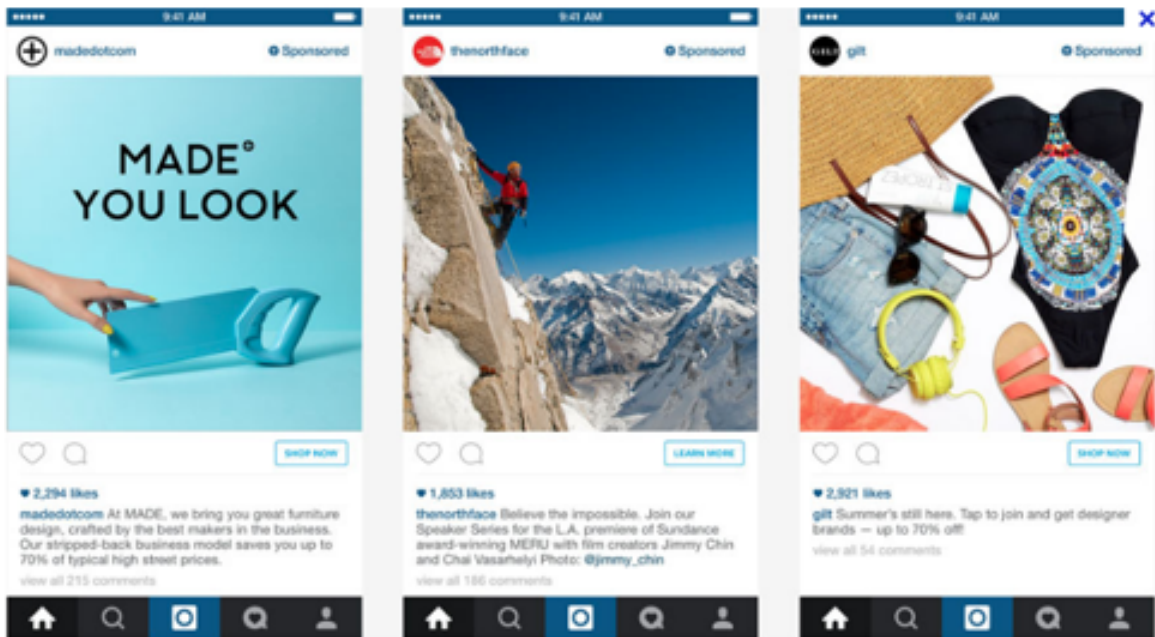 9:41 AM
madedotcom
Sponsored
MADE
YOU LOOK
SHOP NOW
2,294 likes
madedotcom At MADE, we bring you great furniture
design, crafted by the best makers in the business.
Our stripped-back business model saves you up to
70% of typical high street prices.
view all 215 comments
9:41 AM
thenorthface
Sponsored
LEARN MORE
1,853 likes
thenorthface Believe the impossible. Join our
Speaker Series for the L.A. premiere of Sundance
award-winning MERU with film creators Jimmy Chin
and Chai Vasarhelyi Photo: @jimmy_chin
view all 186 comments
9:41 AM
GILT
gilt
Sponsored
ST.TROPEZ
SHOP NOW
2,921 likes
gilt Summer's still here. Tap to join and get designer
brands — up to 70% off!
view all 54 comments